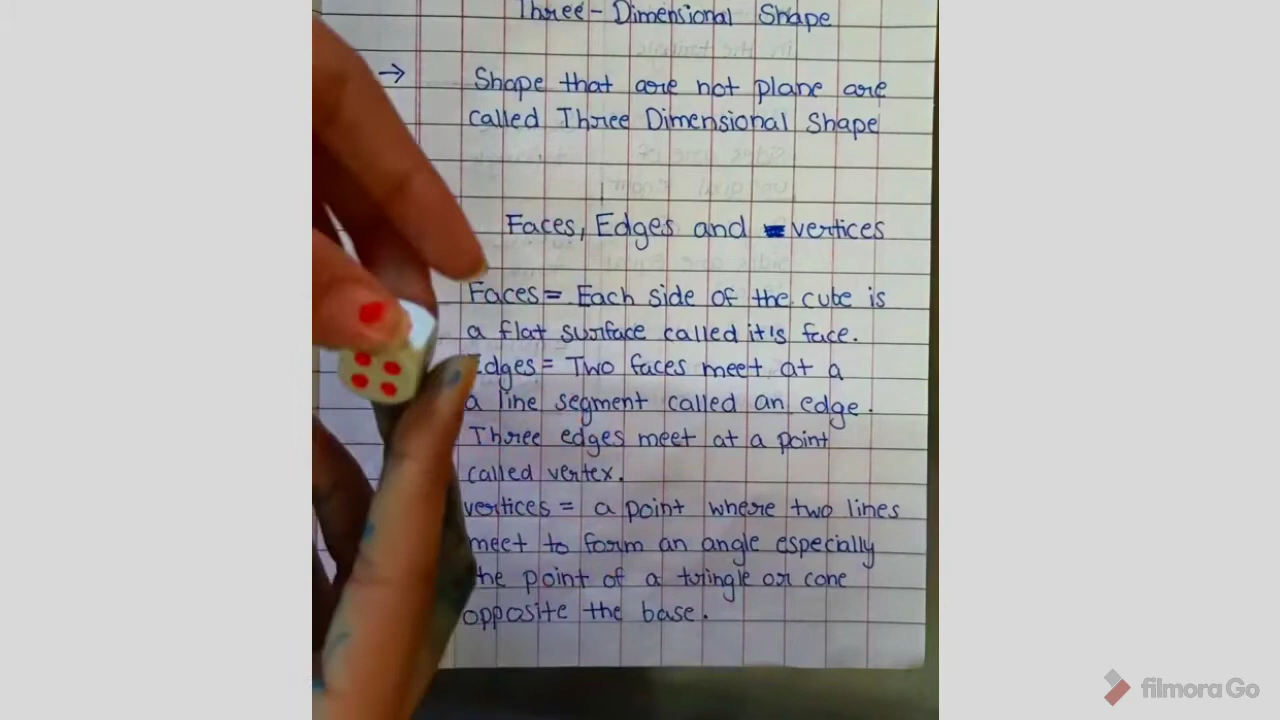 Three-Dimensional Shape
→ Shape that are not plane are
called Three Dimensional Shape
Faces, Edges and vertices
Faces= Each side of the cube is
a flat surface called it's face.
Edges= Two faces meet at a
a line segment called an edge.
Three edges meet at a point
called vertex.
vertices = a point where two lines
meet to form an angle especially
the point of a tringle or cone
opposite the base.
filmora Go